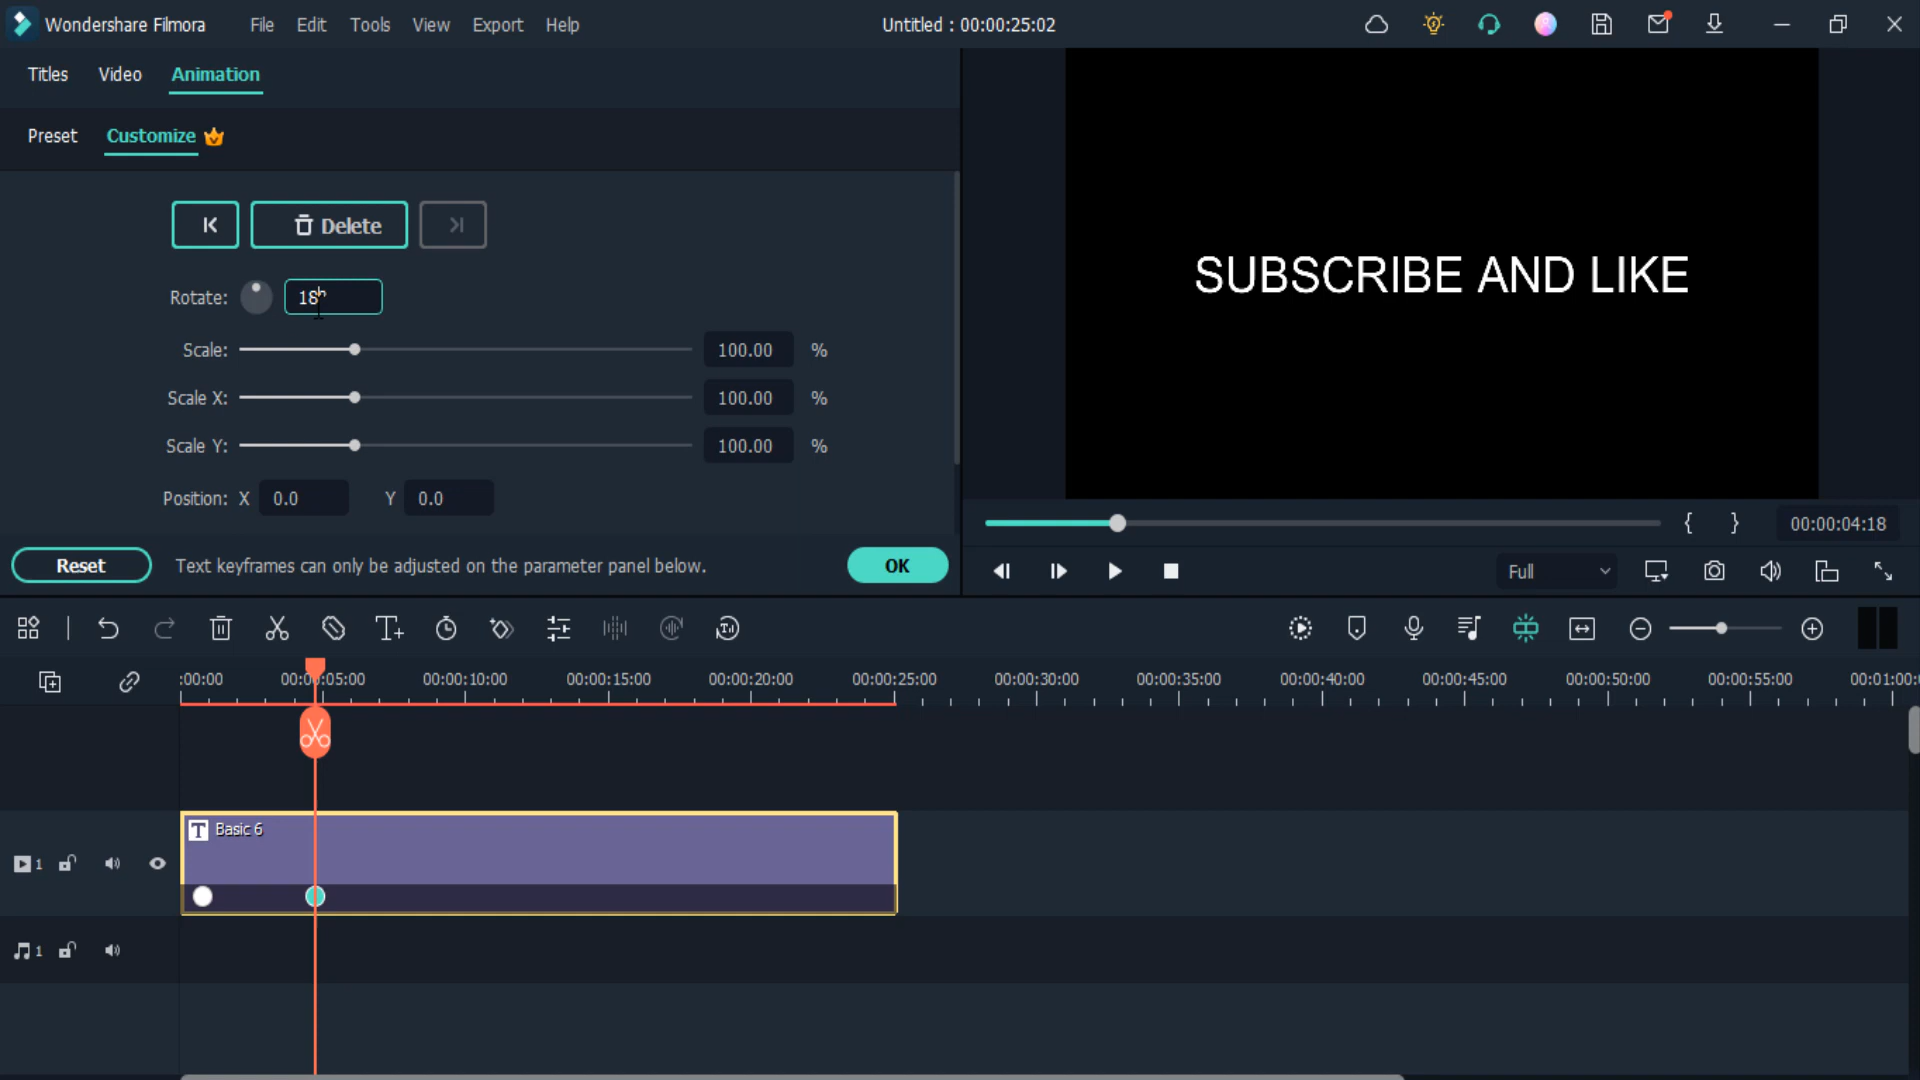 Wondershare Filmora File Edit Tools View Export Help Untitled : 00:00:25:02
Titles Video Animation
Preset Customize
Delete
Rotate: 18
Scale: 100.00 %
Scale X: 100.00 %
Scale Y: 100.00 %
Position: X 0.0 Y 0.0
Reset Text keyframes can only be adjusted on the parameter panel below. OK
SUBSCRIBE AND LIKE
{ } 00:00:04:18
Full
:00:00 00:00:05:00 00:00:10:00 00:00:15:00 00:00:20:00 00:00:25:00 00:00:30:00 00:00:35:00 00:00:40:00 00:00:45:00 00:00:50:00 00:00:55:00 00:01:00:
T Basic 6
1
1